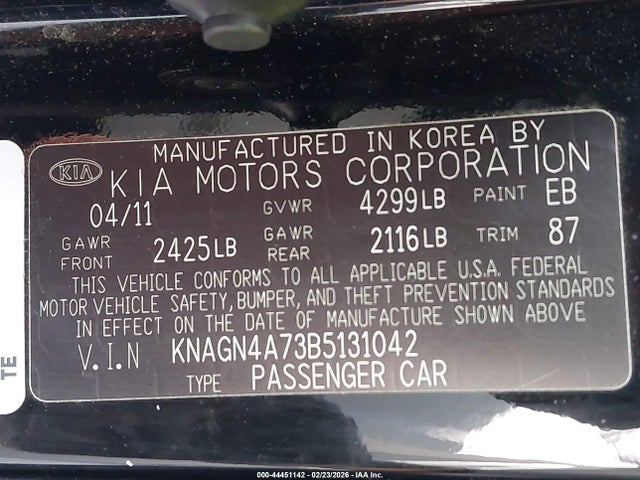 MANUFACTURED IN KOREA BY
KIA KIA MOTORS CORPORATION
04/11 GVWR 4299LB PAINT EB
GAWR FRONT 2425LB GAWR REAR 2116LB TRIM 87
THIS VEHICLE CONFORMS TO ALL APPLICABLE U.S.A. FEDERAL
MOTOR VEHICLE SAFETY, BUMPER, AND THEFT PREVENTION STANDARDS
IN EFFECT ON THE DATE OF MANUFACTURE SHOWN ABOVE
V.I.N KNAGN4A73B5131042
TYPE PASSENGER CAR
TE
000-44451142 - 02/23/2026 - IAA Inc.